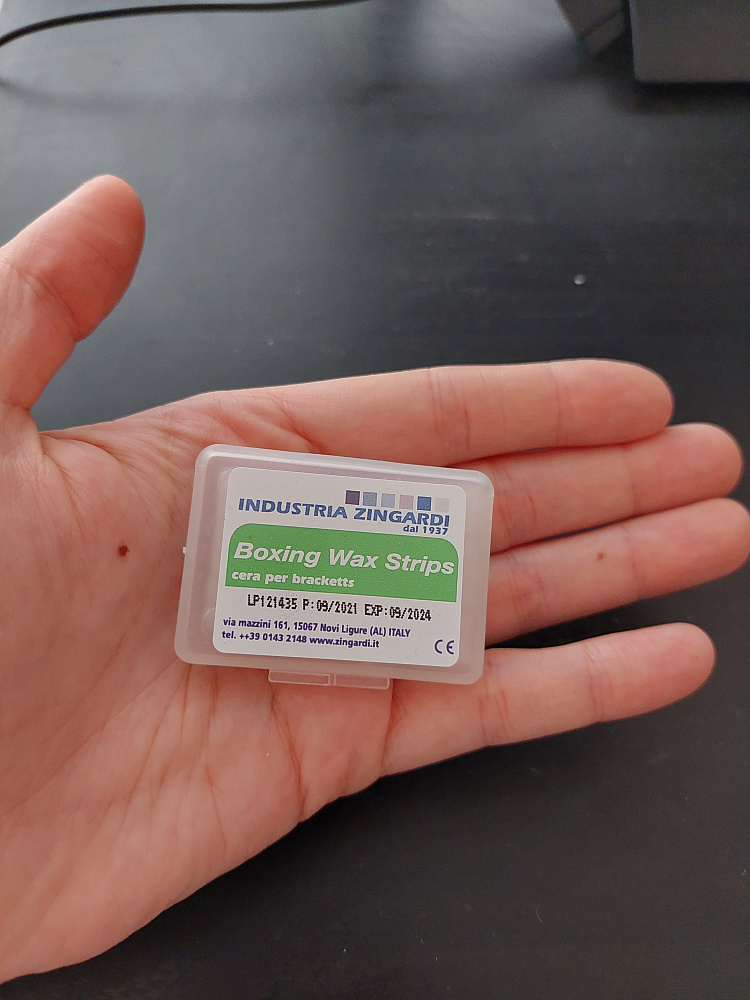 INDUSTRIA ZINGARDI
dal 1937
Boxing Wax Strips
cera per bracketts
LP121435 P:09/2021 EXP:09/2024
via mazzini 161, 15067 Novi Ligure (AL) ITALY
tel. ++39 0143 2148 www.zingardi.it
CE